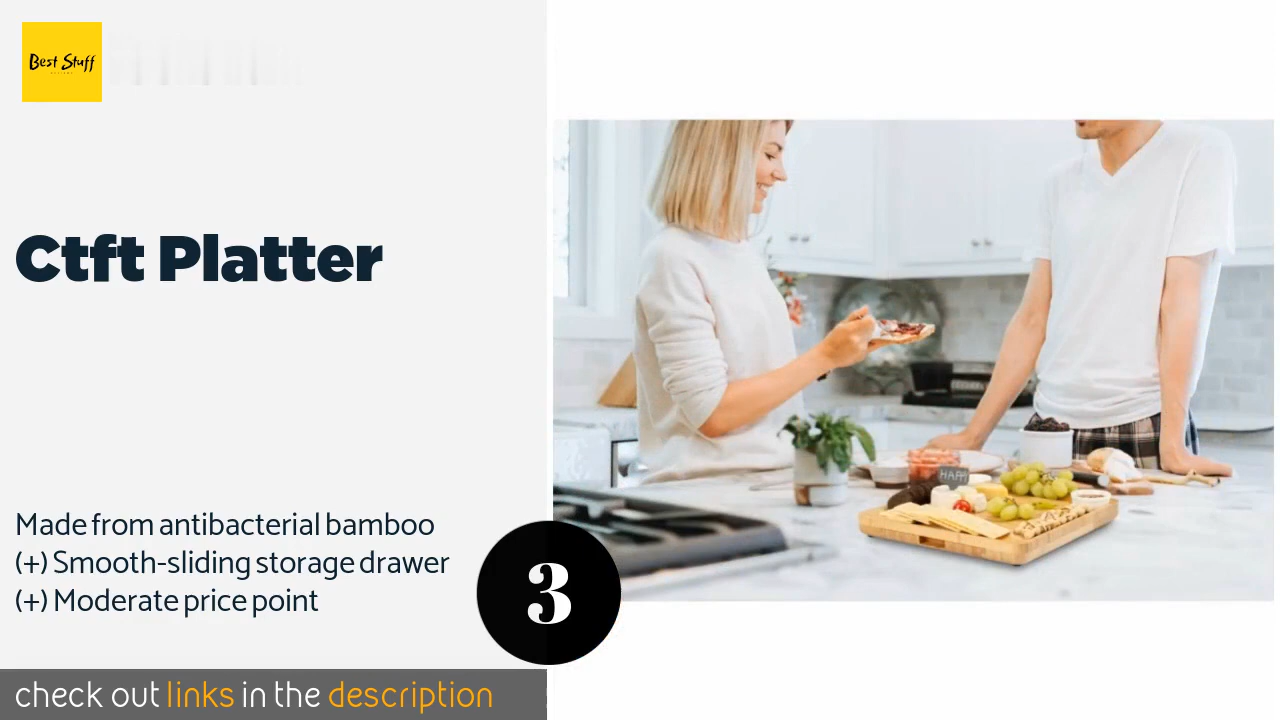 Best Stuff
Ctft Platter
HAPPY
Made from antibacterial bamboo
(+) Smooth-sliding storage drawer
(+) Moderate price point
3
check out links in the description